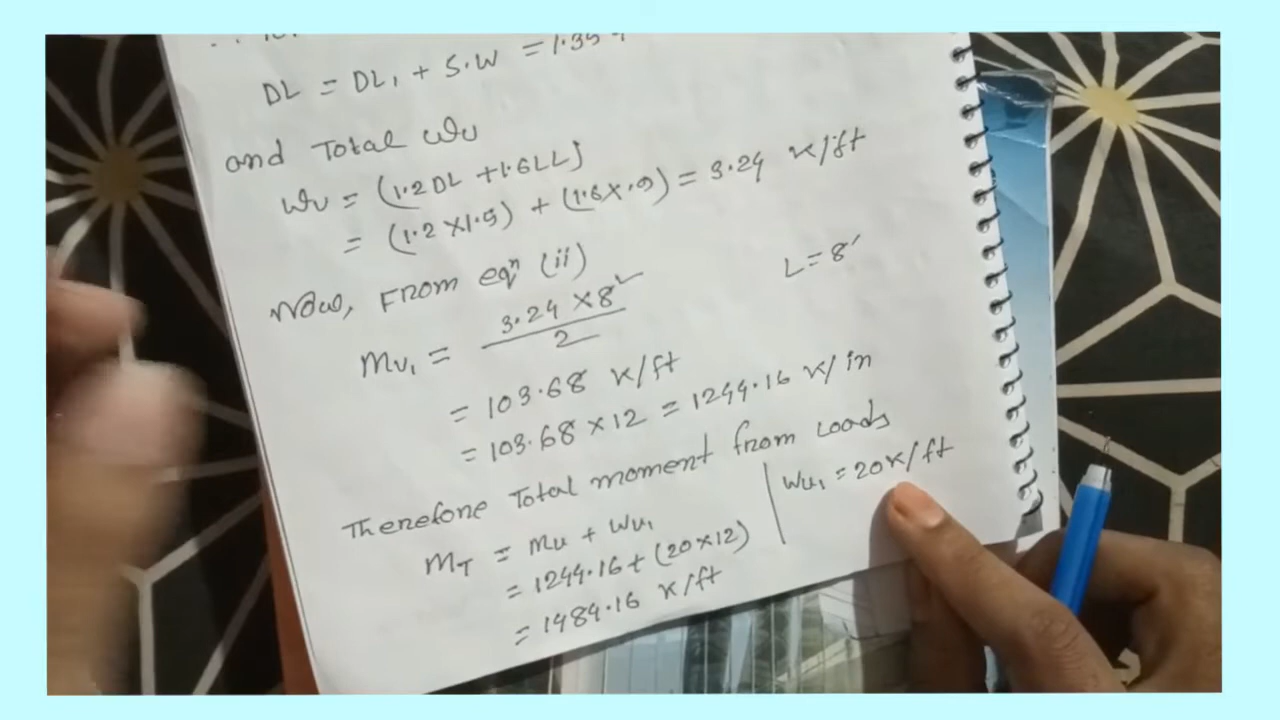 DL = DL₁ + S.W = 1.35
and Total Wu
Wu = (1.2DL + 1.6LL)
= (1.2 × 1.5) + (1.6 × .9) = 3.24 K/ft
Now, From eqⁿ (ii)
L = 8'
Mu₁ = 3.24 × 8² / 2
= 103.68 K/ft
= 103.68 × 12 = 1244.16 K/in
Therefore Total moment from Loads
MT = Mu + Wu₁
Wu₁ = 20K/ft
= 1244.16 + (20×12)
= 1484.16 K/ft